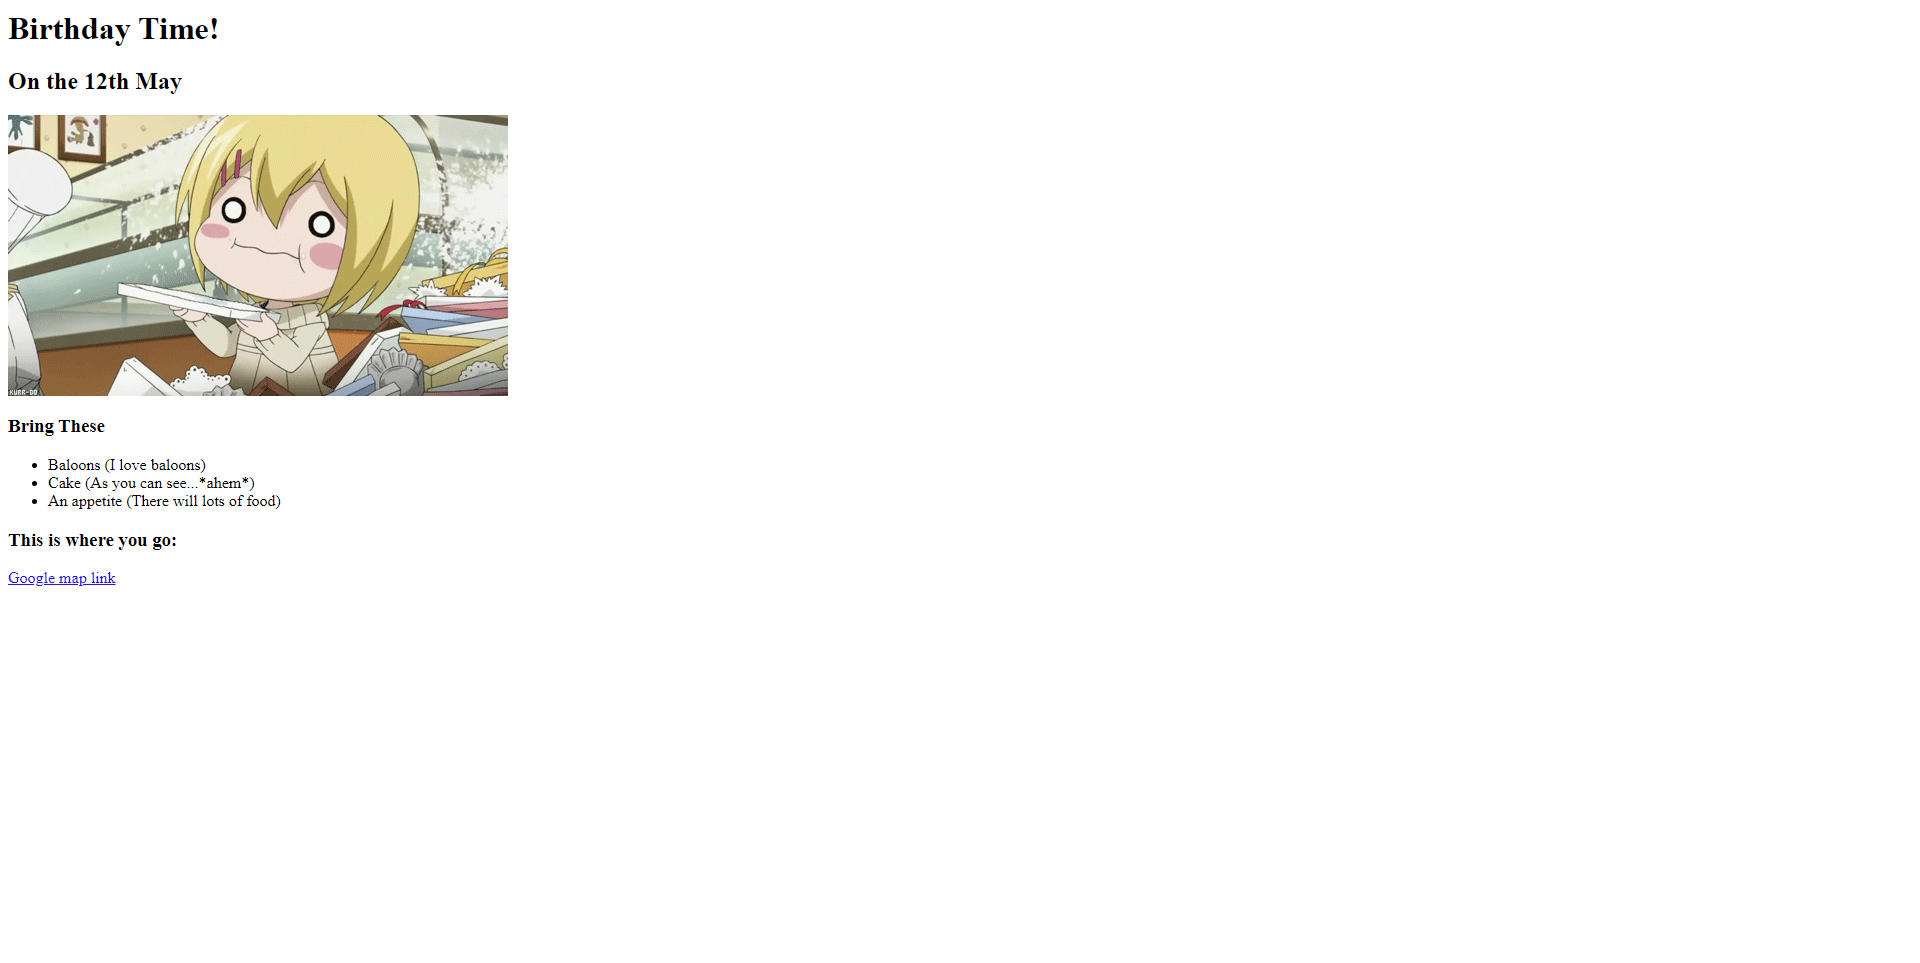 Birthday Time!
On the 12th May
KURR-DO
Bring These
Baloons (I love baloons)
Cake (As you can see...*ahem*)
An appetite (There will lots of food)
This is where you go:
Google map link